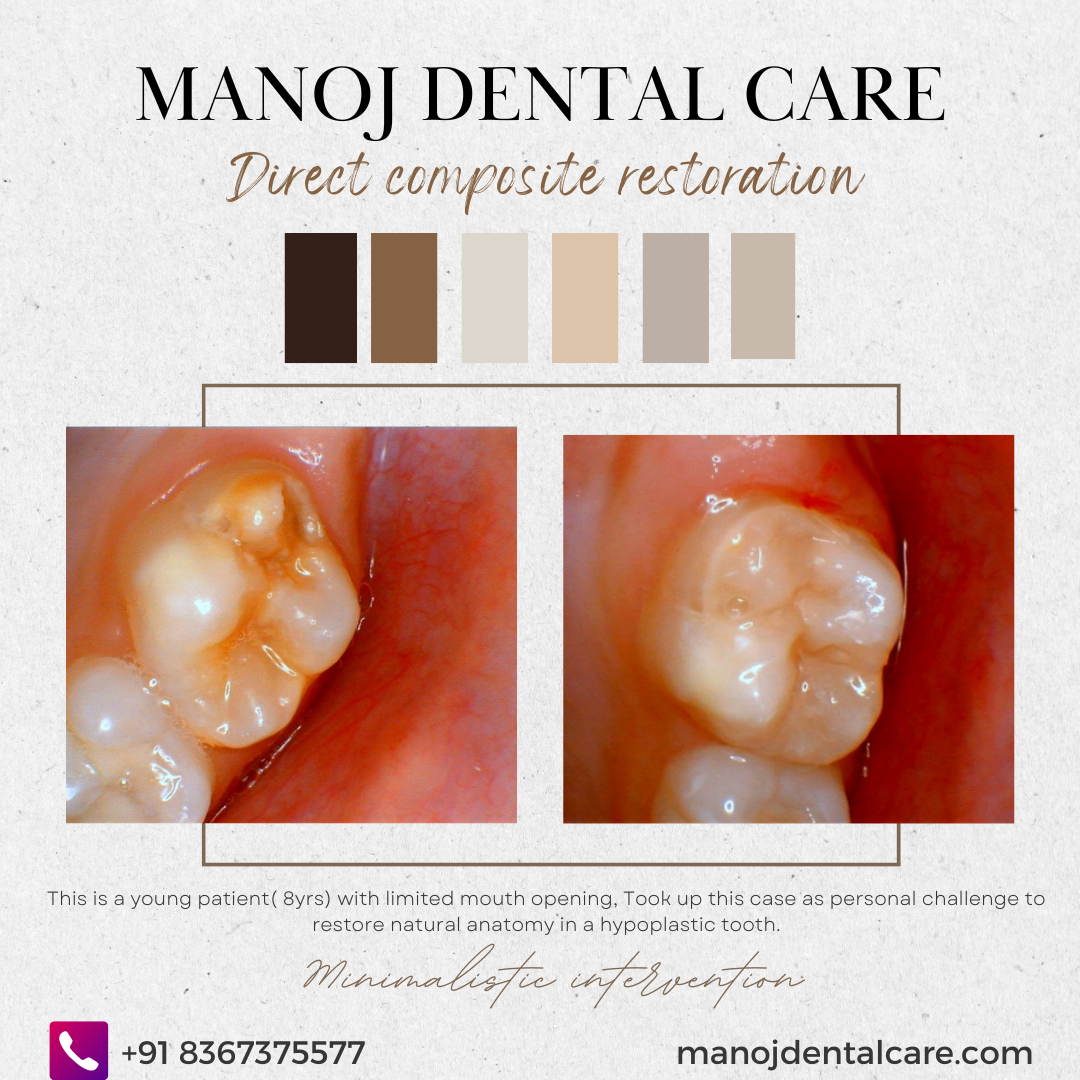 MANOJ DENTAL CARE
Direct composite restoration
This is a young patient( 8yrs) with limited mouth opening, Took up this case as personal challenge to
restore natural anatomy in a hypoplastic tooth.
Minimalistic intervention
+91 8367375577
manojdentalcare.com